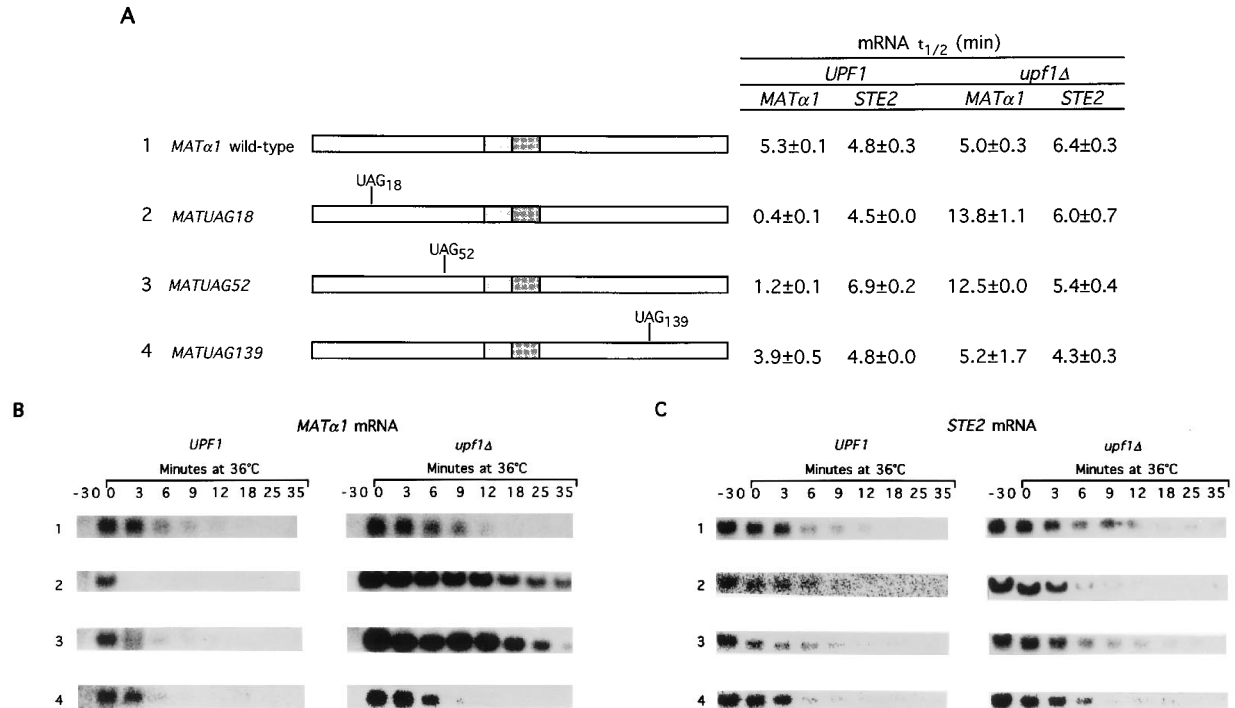 A
mRNA t1/2 (min)
UPF1 upf1Δ
MATα1 STE2 MATα1 STE2
1 MATα1 wild-type 5.3±0.1 4.8±0.3 5.0±0.3 6.4±0.3
UAG18
2 MATUAG18 0.4±0.1 4.5±0.0 13.8±1.1 6.0±0.7
UAG52
3 MATUAG52 1.2±0.1 6.9±0.2 12.5±0.0 5.4±0.4
UAG139
4 MATUAG139 3.9±0.5 4.8±0.0 5.2±1.7 4.3±0.3
B
MATα1 mRNA
UPF1 upf1Δ
Minutes at 36°C Minutes at 36°C
-30 0 3 6 9 12 18 25 35 -30 0 3 6 9 12 18 25 35
1
2
3
4
C
STE2 mRNA
UPF1 upf1Δ
Minutes at 36°C Minutes at 36°C
-30 0 3 6 9 12 18 25 35 -30 0 3 6 9 12 18 25 35
1
2
3
4